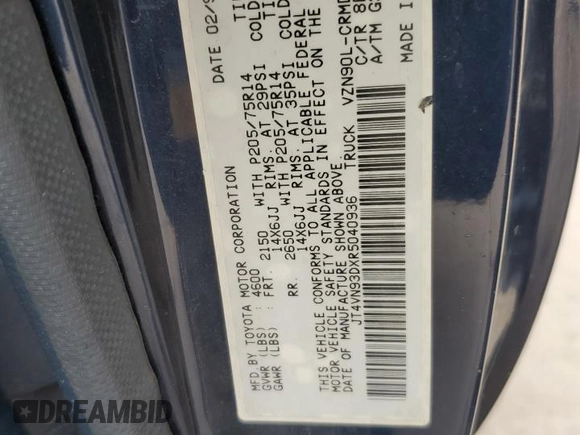 MFD. BY TOYOTA MOTOR CORPORATION 02/9
GVWR (LBS) : 4600
GAWR (LBS) : FRT. 2150 WITH P205/75R14
14X6JJ RIMS. AT 29PSI COLD
RR. 2650 WITH P205/75R14
14X6JJ RIMS. AT 35PSI COLD
THIS VEHICLE CONFORMS TO ALL APPLICABLE FEDERAL
MOTOR VEHICLE SAFETY STANDARDS IN EFFECT ON THE
DATE OF MANUFACTURE SHOWN ABOVE.
JT4VN93DXR5040936 TRUCK VZN90L-CRMD
C/TR
A/TM
MADE I
DREAMBID